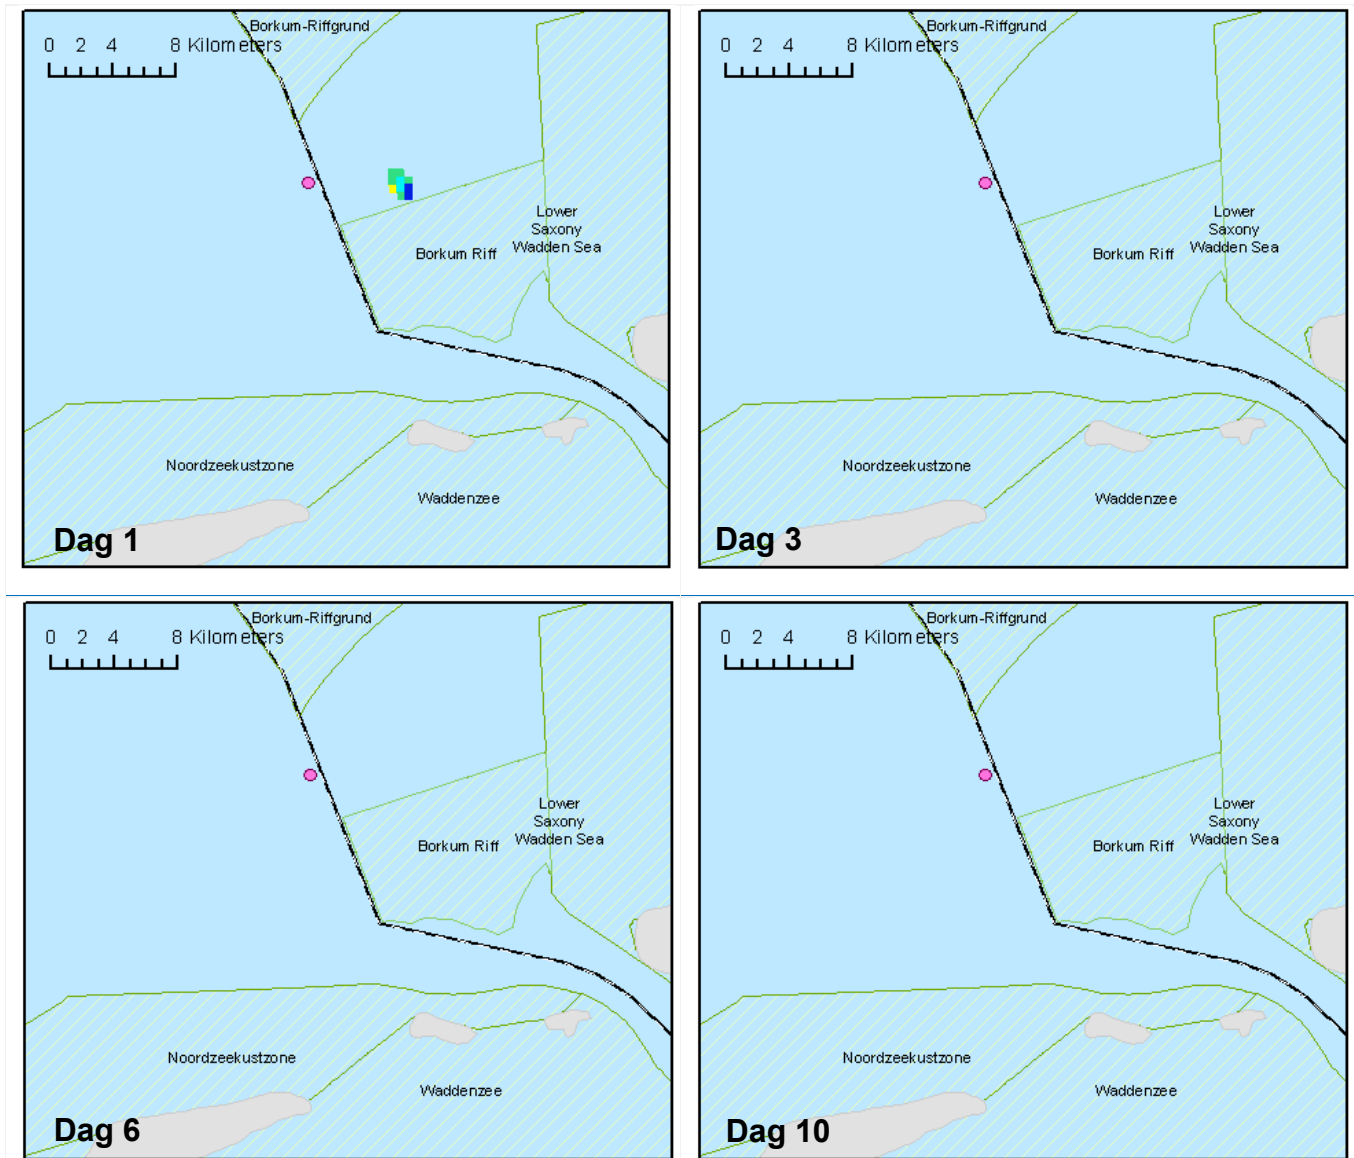 Borkum-Riffgrund
0 2 4 8 Kilometers
Lower
Saxony
Wadden Sea
Borkum Riff
Noordzeekustzone
Waddenzee
Dag 1
Borkum-Riffgrund
0 2 4 8 Kilometers
Lower
Saxony
Wadden Sea
Borkum Riff
Noordzeekustzone
Waddenzee
Dag 3
Borkum-Riffgrund
0 2 4 8 Kilometers
Lower
Saxony
Wadden Sea
Borkum Riff
Noordzeekustzone
Waddenzee
Dag 6
Borkum-Riffgrund
0 2 4 8 Kilometers
Lower
Saxony
Wadden Sea
Borkum Riff
Noordzeekustzone
Waddenzee
Dag 10